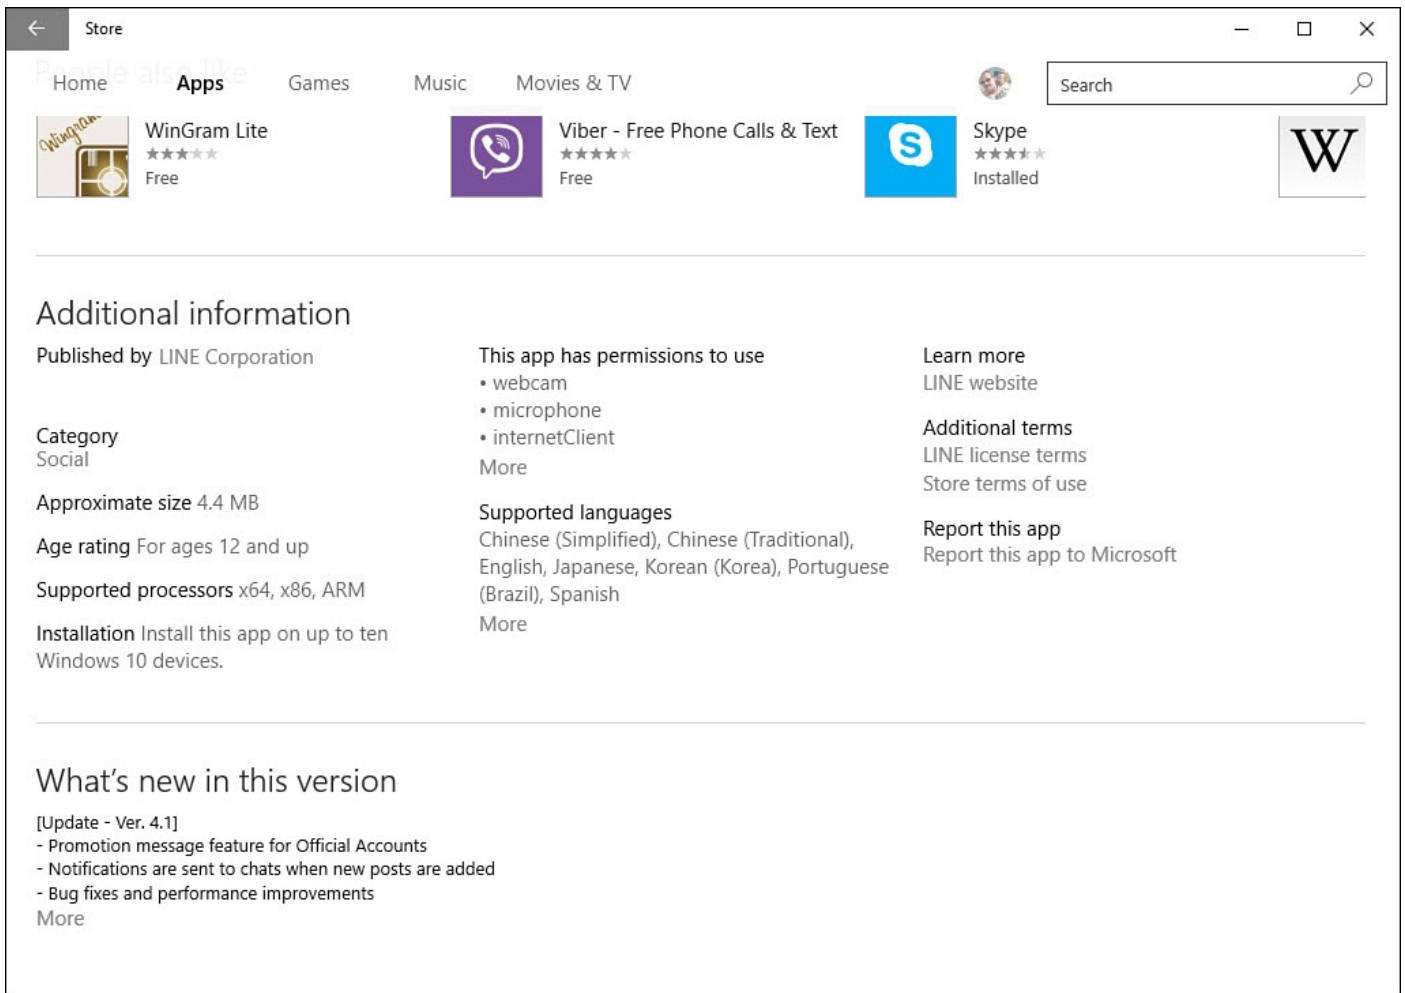 Store
People also like
Home Apps Games Music Movies & TV Search
Wingram
WinGram Lite
Free
Viber - Free Phone Calls & Text
Free
S
Skype
Installed
W
Additional information
Published by LINE Corporation
Category
Social
Approximate size 4.4 MB
Age rating For ages 12 and up
Supported processors x64, x86, ARM
Installation Install this app on up to ten
Windows 10 devices.
This app has permissions to use
• webcam
• microphone
• internetClient
More
Supported languages
Chinese (Simplified), Chinese (Traditional),
English, Japanese, Korean (Korea), Portuguese
(Brazil), Spanish
More
Learn more
LINE website
Additional terms
LINE license terms
Store terms of use
Report this app
Report this app to Microsoft
What's new in this version
[Update - Ver. 4.1]
- Promotion message feature for Official Accounts
- Notifications are sent to chats when new posts are added
- Bug fixes and performance improvements
More